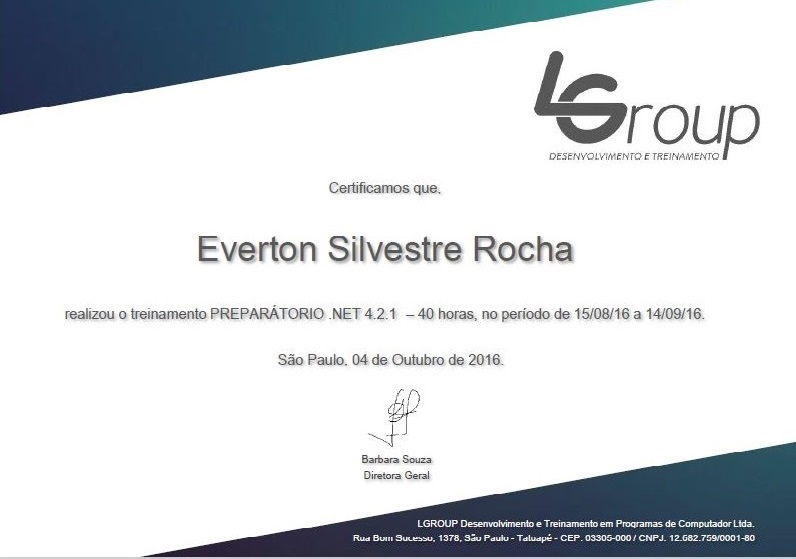 LGroup
DESENVOLVIMENTO E TREINAMENTO
Certificamos que,
Everton Silvestre Rocha
realizou o treinamento PREPARÁTORIO .NET 4.2.1 – 40 horas, no período de 15/08/16 a 14/09/16.
São Paulo, 04 de Outubro de 2016.
Barbara Souza
Diretora Geral
LGROUP Desenvolvimento e Treinamento em Programas de Computador Ltda.
Rua Bom Sucesso, 1378, São Paulo - Tatuapé - CEP. 03305-000 / CNPJ. 12.682.759/0001-80